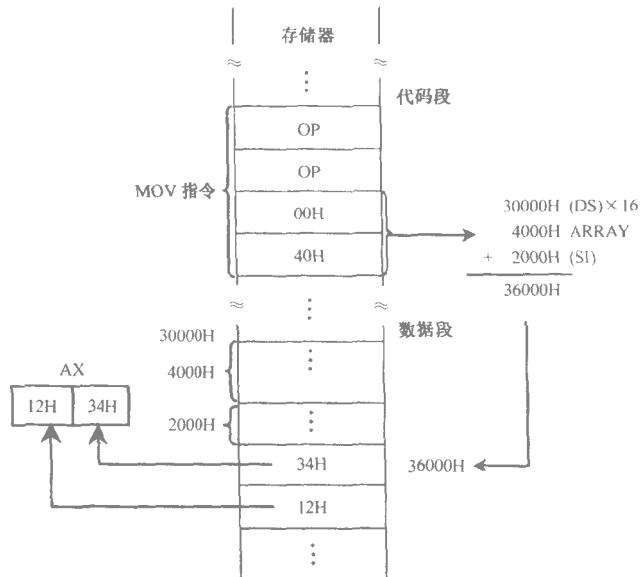 存储器
代码段
OP
OP
MOV 指令
00H
40H
30000H (DS)×16
4000H ARRAY
+ 2000H (SI)
36000H
数据段
30000H
4000H
AX
12H 34H
2000H
34H
36000H
12H